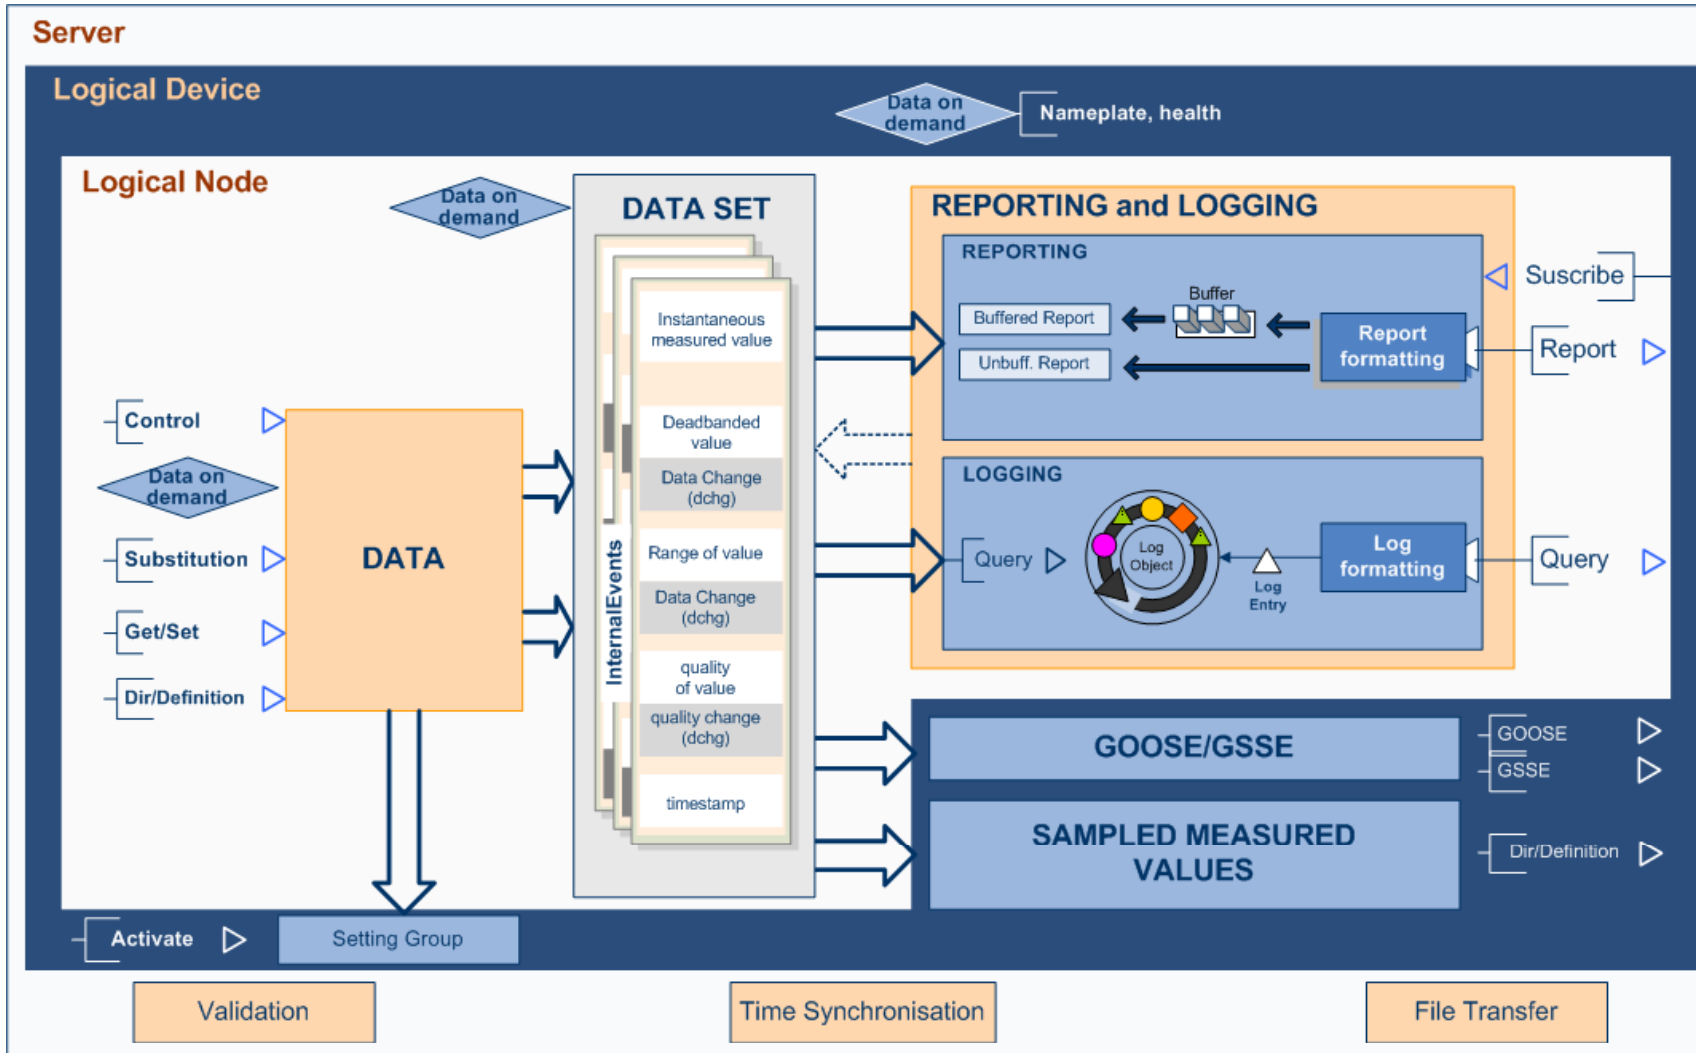 Server
Logical Device
Data on
demand
Nameplate, health
Logical Node
Data on
demand
DATA SET
REPORTING and LOGGING
REPORTING
Suscribe
Buffer
Buffered Report
Unbuff. Report
Report
formatting
Report
Instantaneous
measured value
Deadbanded
value
Data Change
(dchg)
Range of value
Data Change
(dchg)
quality
of value
quality change
(dchg)
timestamp
InternalEvents
Control
Data on
demand
Substitution
Get/Set
Dir/Definition
DATA
LOGGING
Query
Log
Object
Log
Entry
Log
formatting
Query
GOOSE/GSSE
GOOSE
GSSE
SAMPLED MEASURED
VALUES
Dir/Definition
Activate
Setting Group
Validation
Time Synchronisation
File Transfer